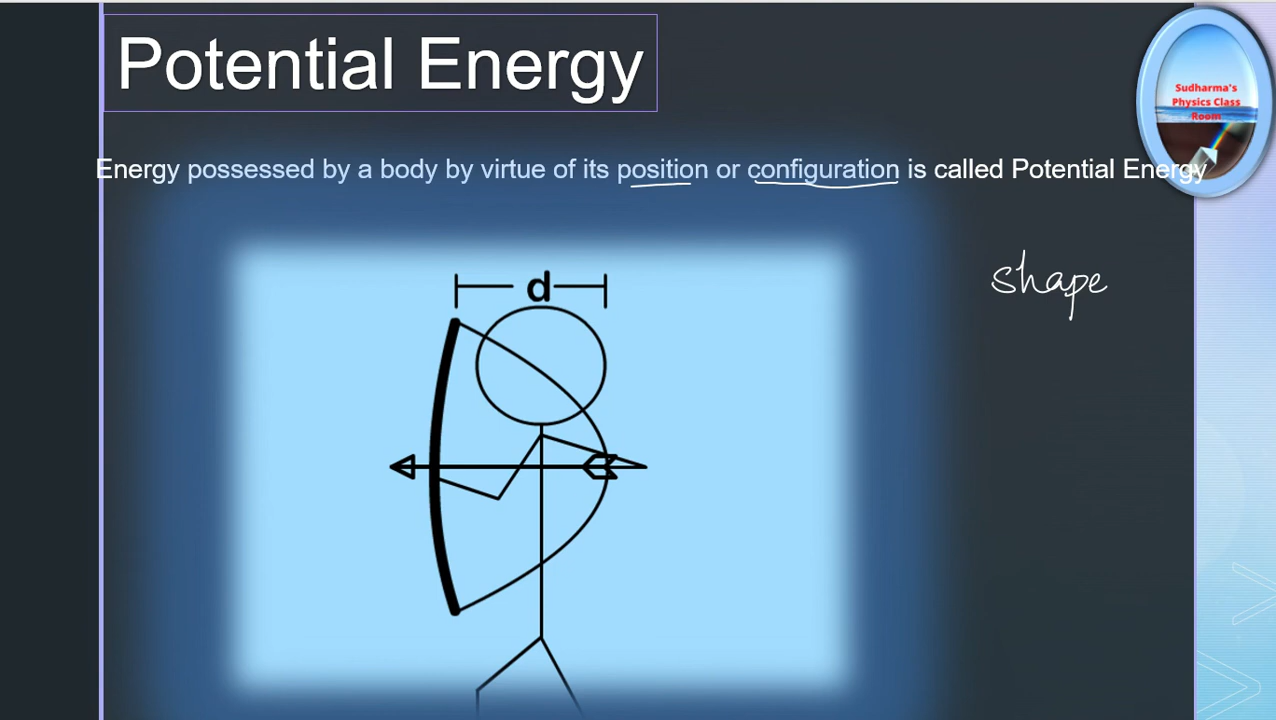 Potential Energy
Sudharma's
Physics Class
Room
Energy possessed by a body by virtue of its position or configuration is called Potential Energy
shape
d